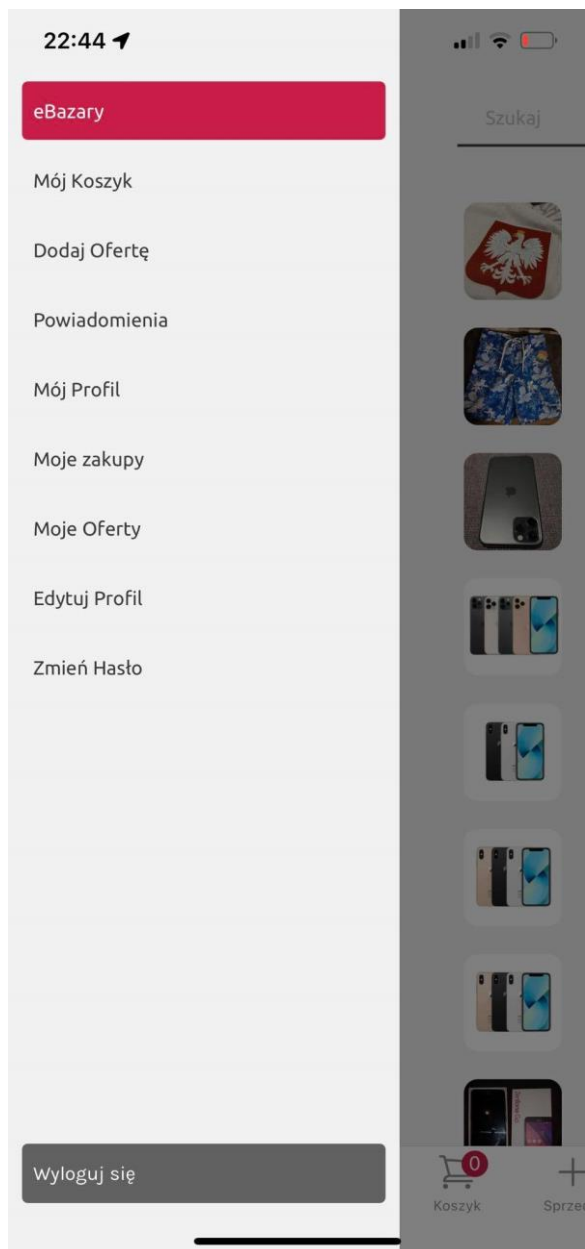 22:44
eBazary
Szukaj
Mój Koszyk
Dodaj Ofertę
Powiadomienia
Mój Profil
Moje zakupy
Moje Oferty
Edytuj Profil
Zmień Hasło
Wyloguj się
0
Koszyk
Sprzed